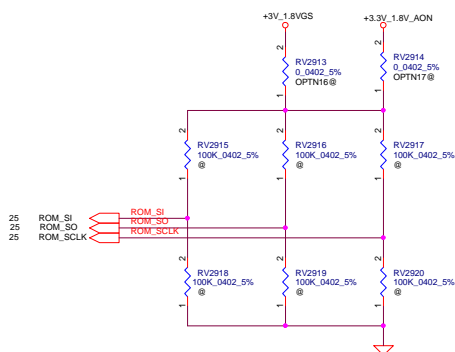 +3V_1.8VGS
+3.3V_1.8V_AON
2
RV2913
0_0402_5%
OPTN16@
1
2
RV2914
0_0402_5%
OPTN17@
1
2
RV2915
100K_0402_5%
@
1
2
RV2916
100K_0402_5%
@
1
2
RV2917
100K_0402_5%
@
1
25 ROM_SI ROM_SI
25 ROM_SO ROM_SO
25 ROM_SCLK ROM_SCLK
2
RV2918
100K_0402_5%
@
1
2
RV2919
100K_0402_5%
@
1
2
RV2920
100K_0402_5%
@
1